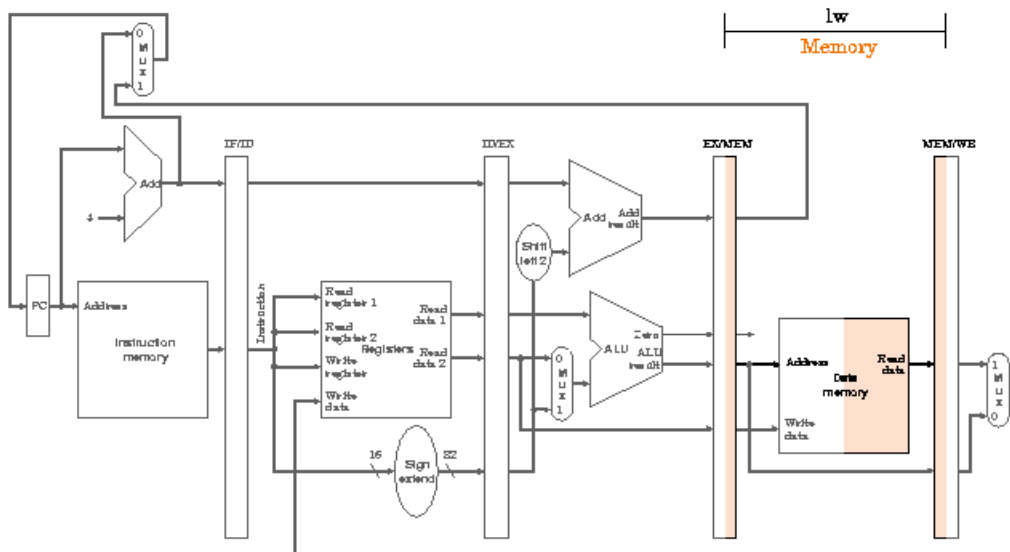 lw
Memory
0
M
u
x
1
IF/ID
ID/EX
EX/MEM
MEM/WB
Add
4
Add
Add
result
Shift
left 2
PC
Address
Instruction
memory
Instruction
Read
register 1
Read
register 2
Registers
Write
register
Write
data
Read
data 1
Read
data 2
Zero
ALU
ALU
result
0
M
u
x
1
Address
Read
data
Data
memory
Write
data
1
M
u
x
0
16
Sign
extend
32